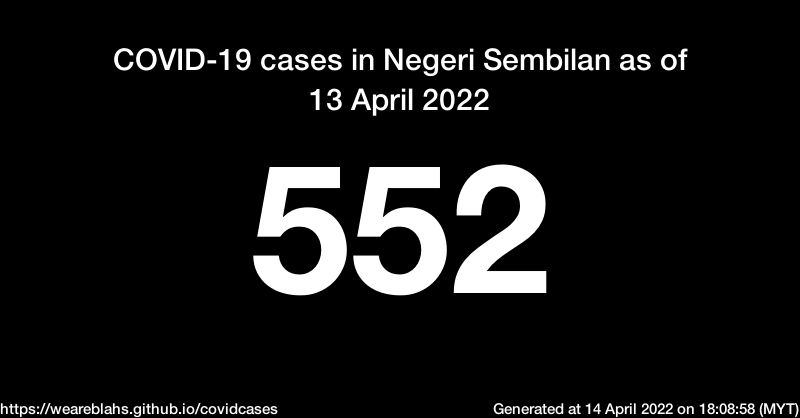 COVID-19 cases in Negeri Sembilan as of
13 April 2022
552
https://weareblahs.github.io/covidcases
Generated at 14 April 2022 on 18:08:58 (MYT)